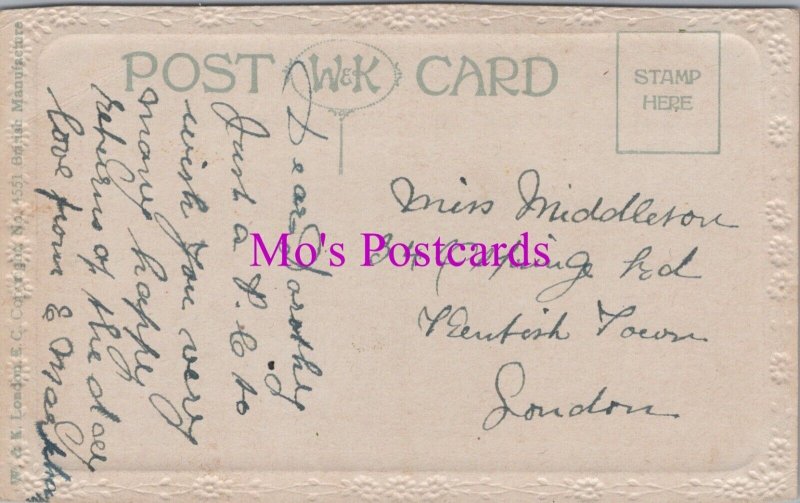 POST W&K CARD
STAMP
HERE
Dear Dorothy
Just a P.C to
wish you very
many happy
returns of the day
love from E
Miss Middleton
Rd
Kentish Town
London
Mo's Postcards
W. & K. London E.C. Copyright No. 4551 British Manufacture